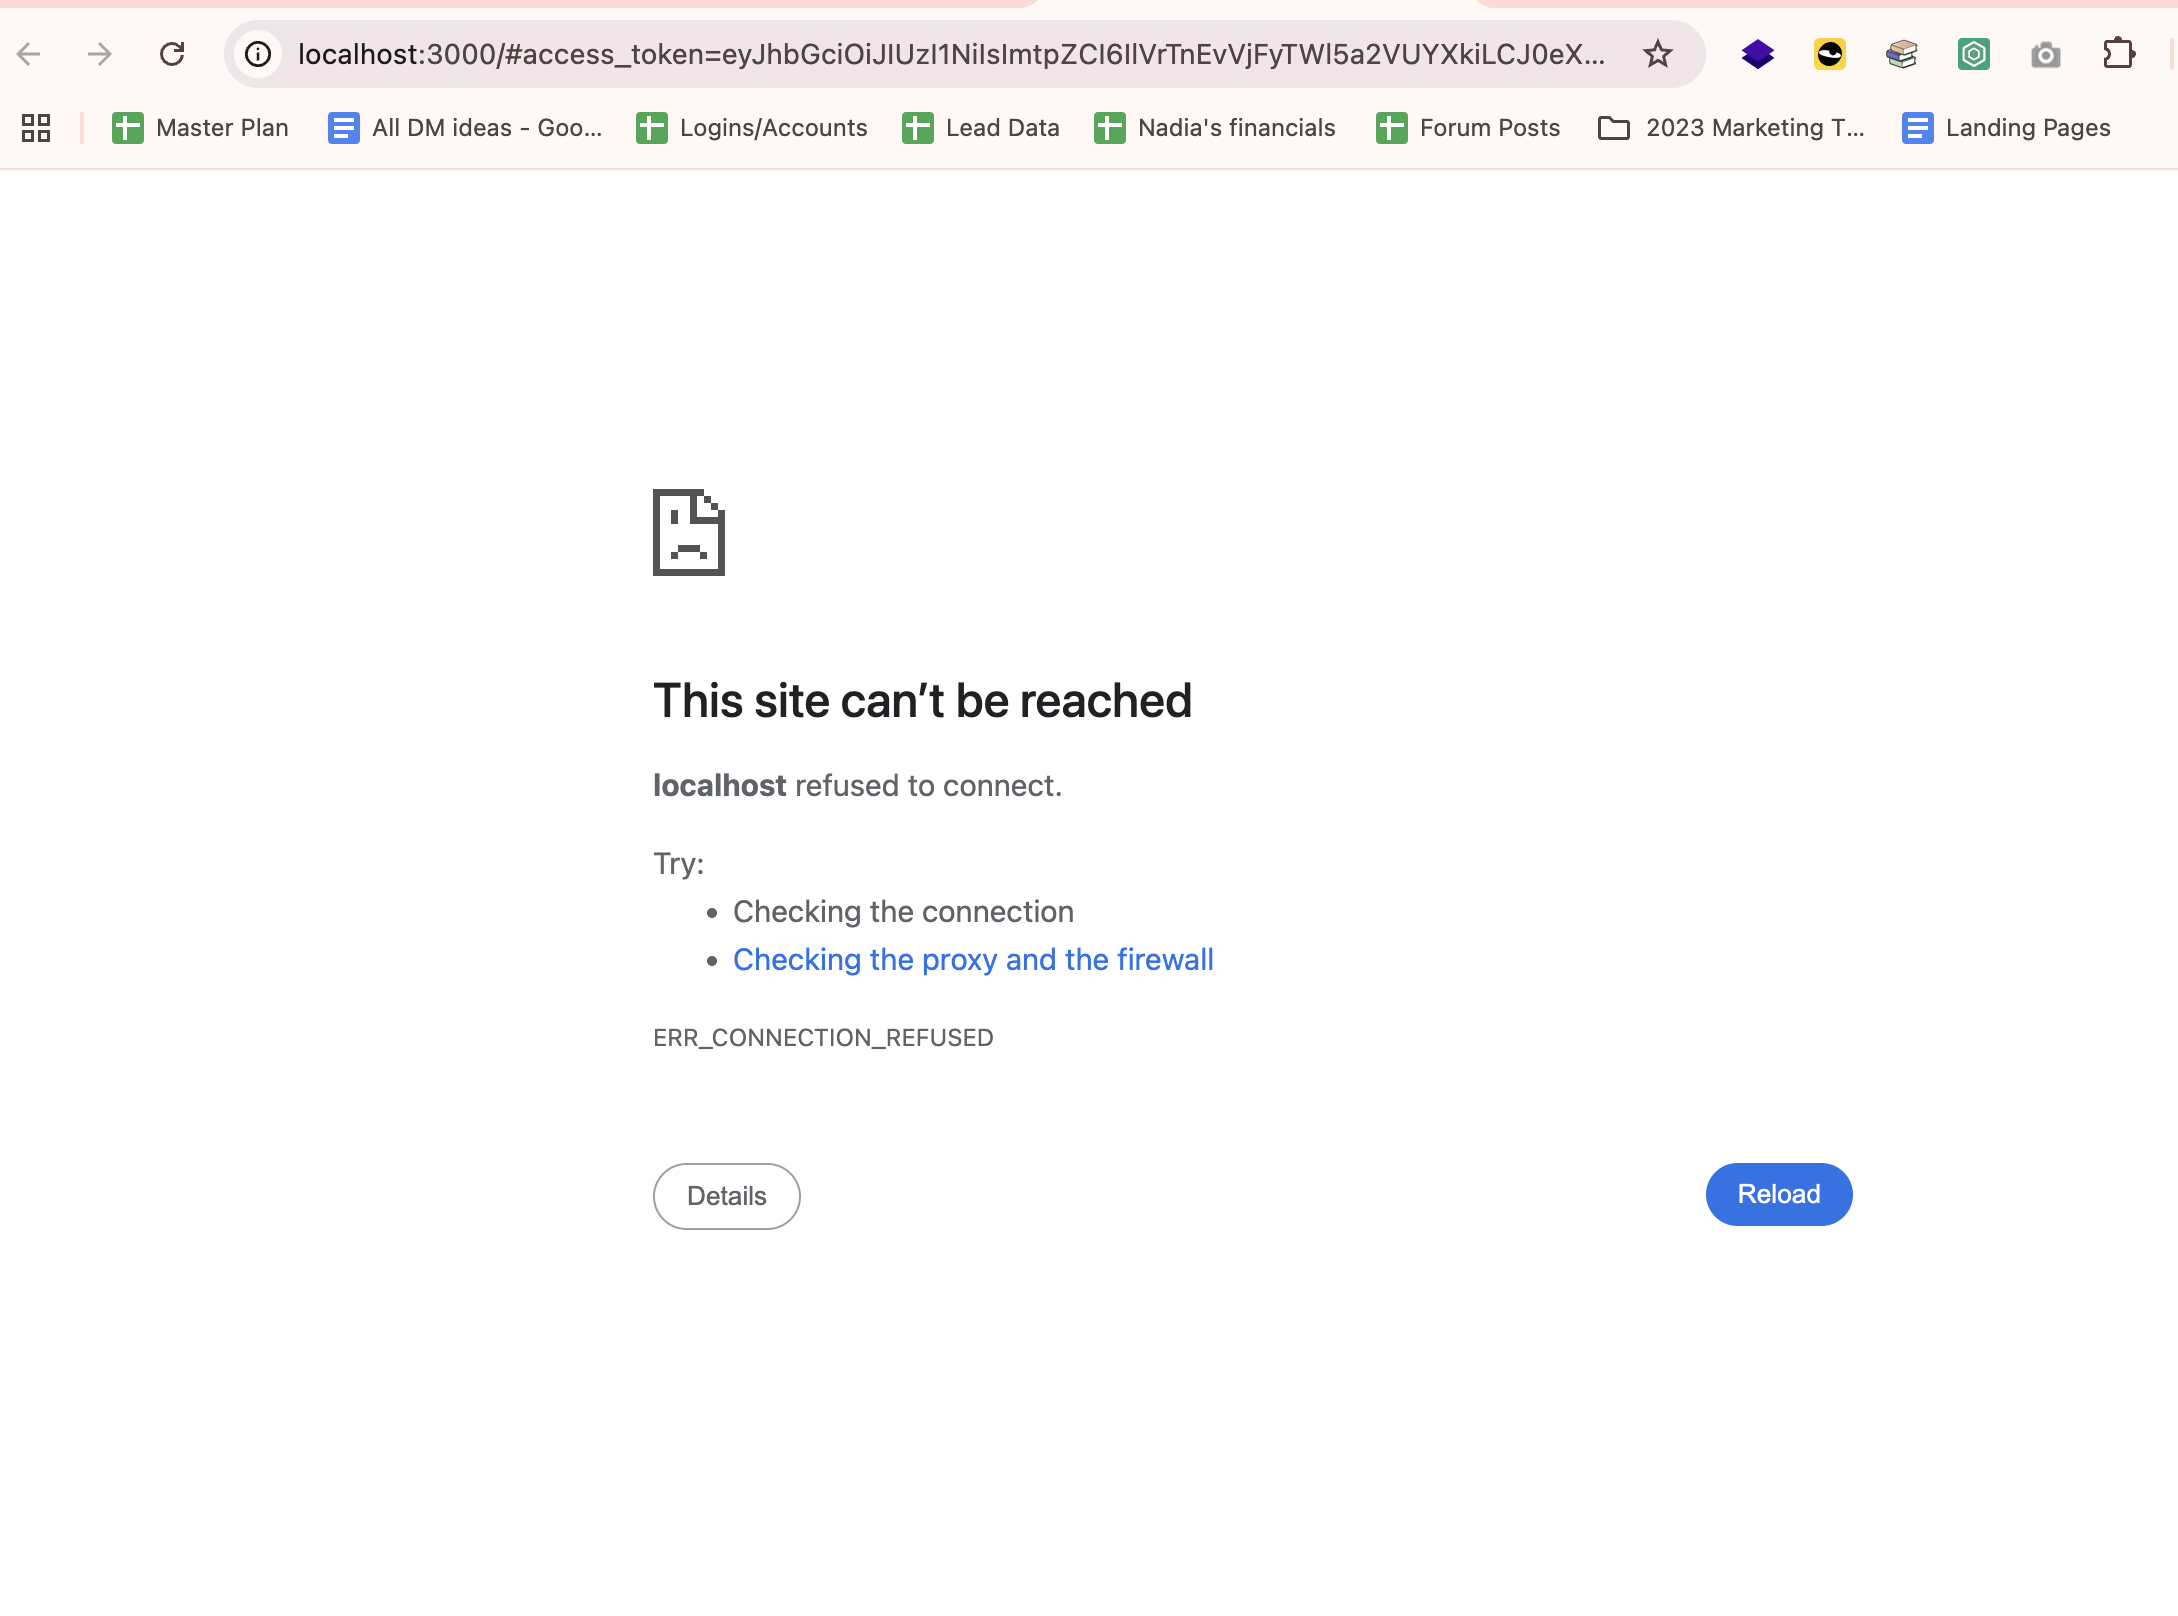 localhost:3000/#access_token=eyJhbGciOiJIUzI1NiIsImtpZCI6IlVrTnEvVjFyTWl5a2VUYXkiLCJ0eX...
Master Plan
All DM ideas - Goo...
Logins/Accounts
Lead Data
Nadia's financials
Forum Posts
2023 Marketing T...
Landing Pages
This site can’t be reached
localhost refused to connect.
Try:
• Checking the connection
• Checking the proxy and the firewall
ERR_CONNECTION_REFUSED
Details
Reload